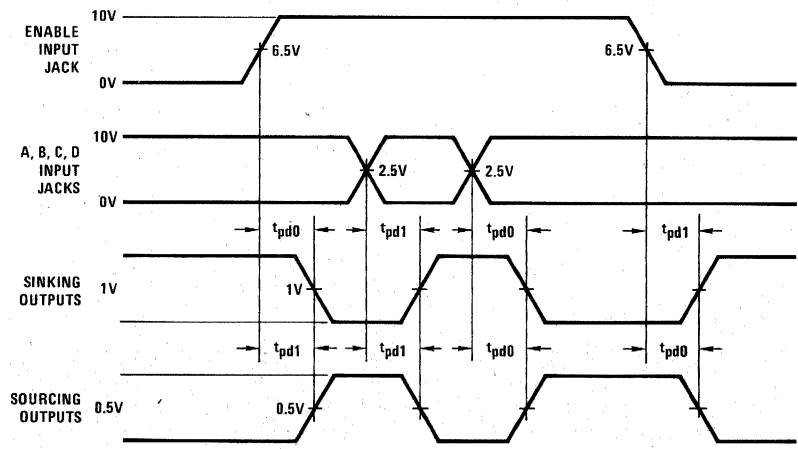 10V
ENABLE
INPUT
JACK
6.5V
6.5V
0V
10V
A, B, C, D
INPUT
JACKS
2.5V
2.5V
0V
tpd0
tpd1
tpd0
tpd1
SINKING
OUTPUTS
1V
1V
tpd1
tpd1
tpd0
tpd0
SOURCING
OUTPUTS
0.5V
0.5V